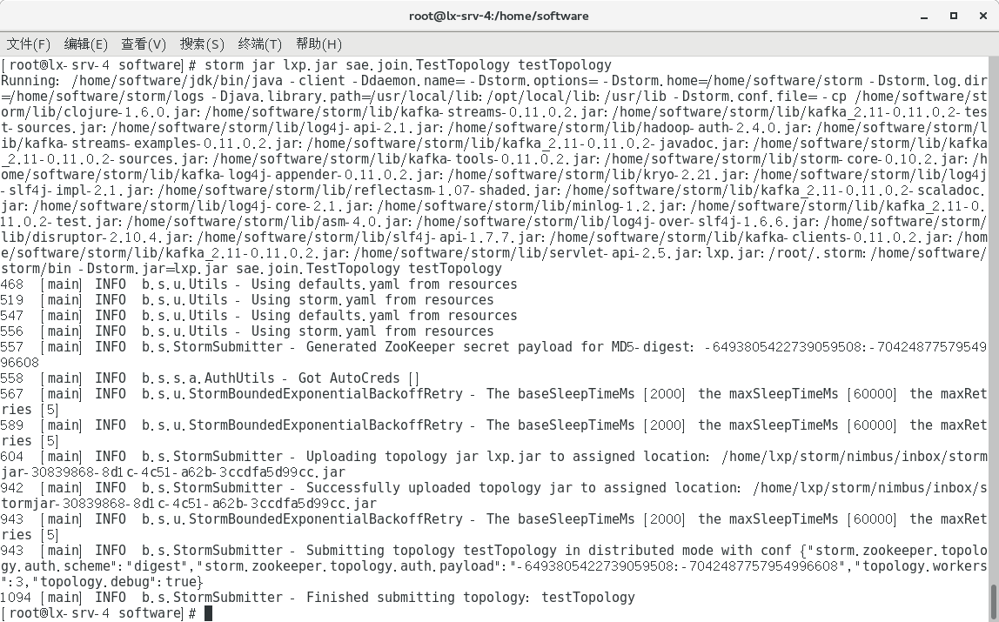 root@lx-srv-4:/home/software
文件(F) 编辑(E) 查看(V) 搜索(S) 终端(T) 帮助(H)
[root@lx-srv-4 software]# storm jar lxp.jar sae.join.TestTopology testTopology
Running: /home/software/jdk/bin/java -client -Ddaemon.name= -Dstorm.options= -Dstorm.home=/home/software/storm -Dstorm.log.dir
=/home/software/storm/logs -Djava.library.path=/usr/local/lib:/opt/local/lib:/usr/lib -Dstorm.conf.file= -cp /home/software/st
orm/lib/clojure-1.6.0.jar:/home/software/storm/lib/kafka-streams-0.11.0.2.jar:/home/software/storm/lib/kafka_2.11-0.11.0.2-tes
t-sources.jar:/home/software/storm/lib/log4j-api-2.1.jar:/home/software/storm/lib/hadoop-auth-2.4.0.jar:/home/software/storm/l
ib/kafka-streams-examples-0.11.0.2.jar:/home/software/storm/lib/kafka_2.11-0.11.0.2-javadoc.jar:/home/software/storm/lib/kafka
_2.11-0.11.0.2-sources.jar:/home/software/storm/lib/kafka-tools-0.11.0.2.jar:/home/software/storm/lib/storm-core-0.10.2.jar:/h
ome/software/storm/lib/kafka-log4j-appender-0.11.0.2.jar:/home/software/storm/lib/kryo-2.21.jar:/home/software/storm/lib/log4j
-slf4j-impl-2.1.jar:/home/software/storm/lib/reflectasm-1.07-shaded.jar:/home/software/storm/lib/kafka_2.11-0.11.0.2-scaladoc.
jar:/home/software/storm/lib/log4j-core-2.1.jar:/home/software/storm/lib/minlog-1.2.jar:/home/software/storm/lib/kafka_2.11-0.
11.0.2-test.jar:/home/software/storm/lib/asm-4.0.jar:/home/software/storm/lib/log4j-over-slf4j-1.6.6.jar:/home/software/storm/
lib/disruptor-2.10.4.jar:/home/software/storm/lib/slf4j-api-1.7.7.jar:/home/software/storm/lib/kafka-clients-0.11.0.2.jar:/hom
e/software/storm/lib/kafka_2.11-0.11.0.2.jar:/home/software/storm/lib/servlet-api-2.5.jar:lxp.jar:/root/.storm:/home/software/
storm/bin -Dstorm.jar=lxp.jar sae.join.TestTopology testTopology
468 [main] INFO b.s.u.Utils - Using defaults.yaml from resources
519 [main] INFO b.s.u.Utils - Using storm.yaml from resources
547 [main] INFO b.s.u.Utils - Using defaults.yaml from resources
556 [main] INFO b.s.u.Utils - Using storm.yaml from resources
557 [main] INFO b.s.StormSubmitter - Generated ZooKeeper secret payload for MD5-digest: -6493805422739059508:-70424877579549
96608
558 [main] INFO b.s.s.a.AuthUtils - Got AutoCreds []
567 [main] INFO b.s.u.StormBoundedExponentialBackoffRetry - The baseSleepTimeMs [2000] the maxSleepTimeMs [60000] the maxRet
ries [5]
589 [main] INFO b.s.u.StormBoundedExponentialBackoffRetry - The baseSleepTimeMs [2000] the maxSleepTimeMs [60000] the maxRet
ries [5]
604 [main] INFO b.s.StormSubmitter - Uploading topology jar lxp.jar to assigned location: /home/lxp/storm/nimbus/inbox/storm
jar-30839868-8d1c-4c51-a62b-3ccdfa5d99cc.jar
942 [main] INFO b.s.StormSubmitter - Successfully uploaded topology jar to assigned location: /home/lxp/storm/nimbus/inbox/s
tormjar-30839868-8d1c-4c51-a62b-3ccdfa5d99cc.jar
943 [main] INFO b.s.u.StormBoundedExponentialBackoffRetry - The baseSleepTimeMs [2000] the maxSleepTimeMs [60000] the maxRet
ries [5]
943 [main] INFO b.s.StormSubmitter - Submitting topology testTopology in distributed mode with conf {"storm.zookeeper.topolo
gy.auth.scheme":"digest","storm.zookeeper.topology.auth.payload":"-6493805422739059508:-7042487757954996608","topology.workers
":3,"topology.debug":true}
1094 [main] INFO b.s.StormSubmitter - Finished submitting topology: testTopology
[root@lx-srv-4 software]#